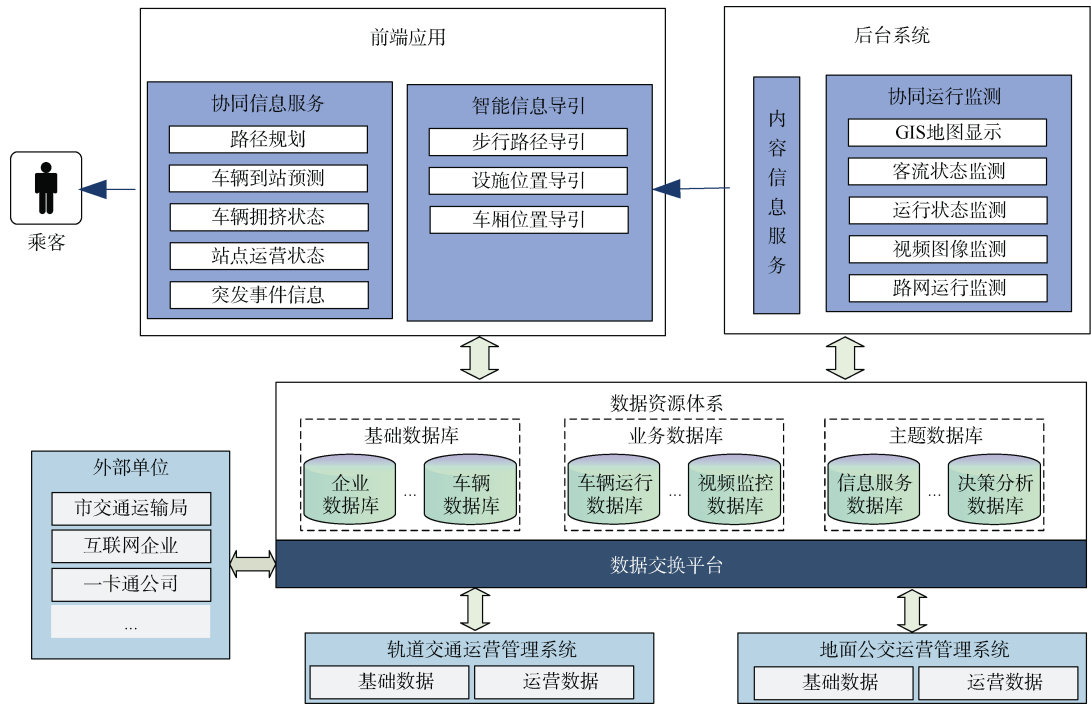 前端应用
协同信息服务
路径规划
车辆到站预测
车辆拥挤状态
站点运营状态
突发事件信息
智能信息导引
步行路径导引
设施位置导引
车厢位置导引
后台系统
内容信息服务
协同运行监测
GIS地图显示
客流状态监测
运行状态监测
视频图像监测
路网运行监测
乘客
数据资源体系
基础数据库
企业
数据库
...
车辆
数据库
业务数据库
车辆运行
数据库
...
视频监控
数据库
主题数据库
信息服务
数据库
...
决策分析
数据库
数据交换平台
外部单位
市交通运输局
互联网企业
一卡通公司
...
轨道交通运营管理系统
基础数据
运营数据
地面公交运营管理系统
基础数据
运营数据